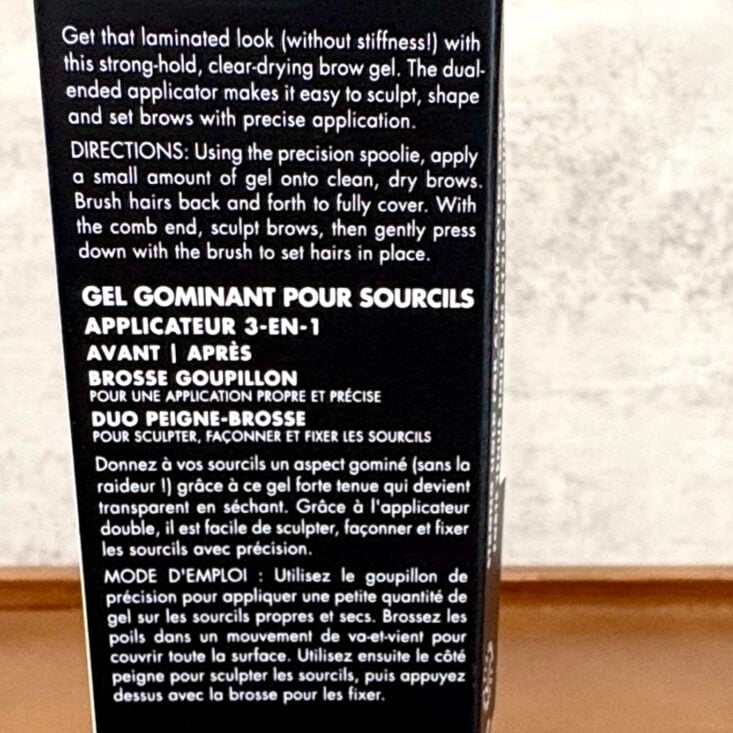 Get that laminated look (without stiffness!) with
this strong-hold, clear-drying brow gel. The dual-
ended applicator makes it easy to sculpt, shape
and set brows with precise application.
DIRECTIONS: Using the precision spoolie, apply
a small amount of gel onto clean, dry brows.
Brush hairs back and forth to fully cover. With
the comb end, sculpt brows, then gently press
down with the brush to set hairs in place.
GEL GOMINANT POUR SOURCILS
APPLICATEUR 3-EN-1
AVANT | APRÈS
BROSSE GOUPILLON
POUR UNE APPLICATION PROPRE ET PRÉCISE
DUO PEIGNE-BROSSE
POUR SCULPTER, FAÇONNER ET FIXER LES SOURCILS
Donnez à vos sourcils un aspect gominé (sans la
raideur !) grâce à ce gel forte tenue qui devient
transparent en séchant. Grâce à l'applicateur
double, il est facile de sculpter, façonner et fixer
les sourcils avec précision.
MODE D'EMPLOI : Utilisez le goupillon de
précision pour appliquer une petite quantité de
gel sur les sourcils propres et secs. Brossez les
poils dans un mouvement de va-et-vient pour
couvrir toute la surface. Utilisez ensuite le côté
peigne pour sculpter les sourcils, puis appuyez
dessus avec la brosse pour les fixer.